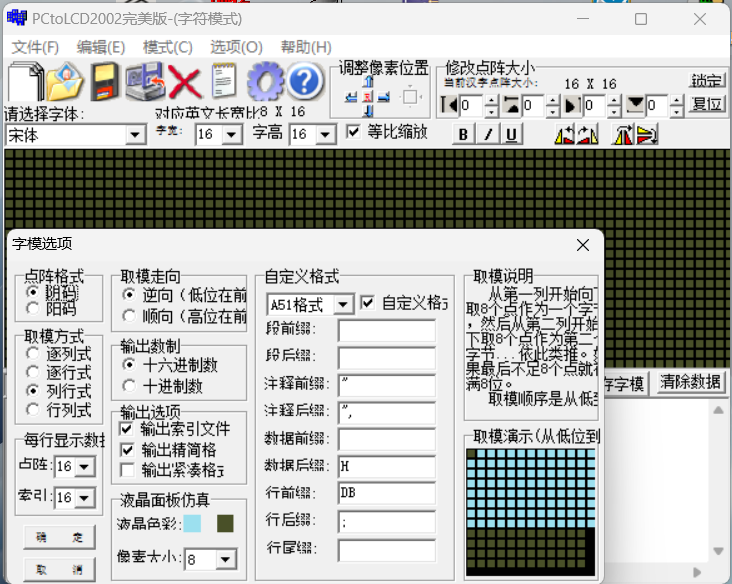 PCtoLCD2002完美版-(字符模式)
文件(F) 编辑(E) 模式(C) 选项(O) 帮助(H)
调整像素位置
修改点阵大小
当前汉字点阵大小: 16 X 16
锁定
0 0 0 0
复位
请选择字体:
对应英文长宽比8 X 16
宋体
字宽: 16
字高 16
等比缩放
B I U
字模选项
点阵格式
阴码
阳码
取模方式
逐列式
逐行式
列行式
行列式
每行显示数据
点阵: 16
索引: 16
确 定
取 消
取模走向
逆向(低位在前
顺向(高位在前
输出数制
十六进制数
十进制数
输出选项
输出索引文件
输出精简格
输出紧凑格式
液晶面板仿真
液晶色彩:
像素大小: 8
自定义格式
A51格式
自定义格式
段前缀:
段后缀:
注释前缀: "
注释后缀: ",
数据前缀:
数据后缀: H
行前缀: DB
行后缀: ;
行尾缀:
取模说明
从第一列开始向下
取8个点作为一个字节
,然后从第二列开始
下取8个点作为第二个
字节...依此类推。如
果最后不足8个点就补
满8位。
取模顺序是从低到
取模演示(从低位到
存字模
清除数据